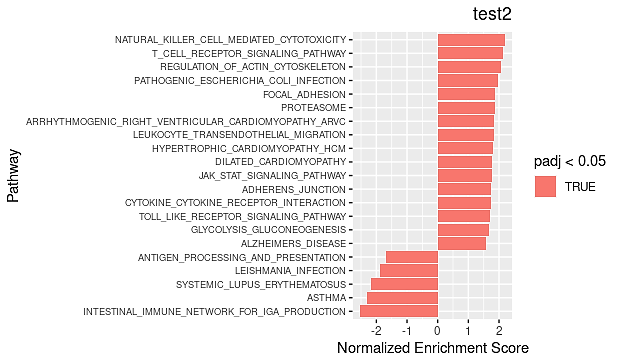 test2
NATURAL_KILLER_CELL_MEDIATED_CYTOTOXICITY
T_CELL_RECEPTOR_SIGNALING_PATHWAY
REGULATION_OF_ACTIN_CYTOSKELETON
PATHOGENIC_ESCHERICHIA_COLI_INFECTION
FOCAL_ADHESION
PROTEASOME
ARRHYTHMOGENIC_RIGHT_VENTRICULAR_CARDIOMYOPATHY_ARVC
LEUKOCYTE_TRANSENDOTHELIAL_MIGRATION
HYPERTROPHIC_CARDIOMYOPATHY_HCM
DILATED_CARDIOMYOPATHY
JAK_STAT_SIGNALING_PATHWAY
ADHERENS_JUNCTION
CYTOKINE_CYTOKINE_RECEPTOR_INTERACTION
TOLL_LIKE_RECEPTOR_SIGNALING_PATHWAY
GLYCOLYSIS_GLUCONEOGENESIS
ALZHEIMERS_DISEASE
ANTIGEN_PROCESSING_AND_PRESENTATION
LEISHMANIA_INFECTION
SYSTEMIC_LUPUS_ERYTHEMATOSUS
ASTHMA
INTESTINAL_IMMUNE_NETWORK_FOR_IGA_PRODUCTION
Pathway
-2 -1 0 1 2
Normalized Enrichment Score
padj < 0.05
TRUE